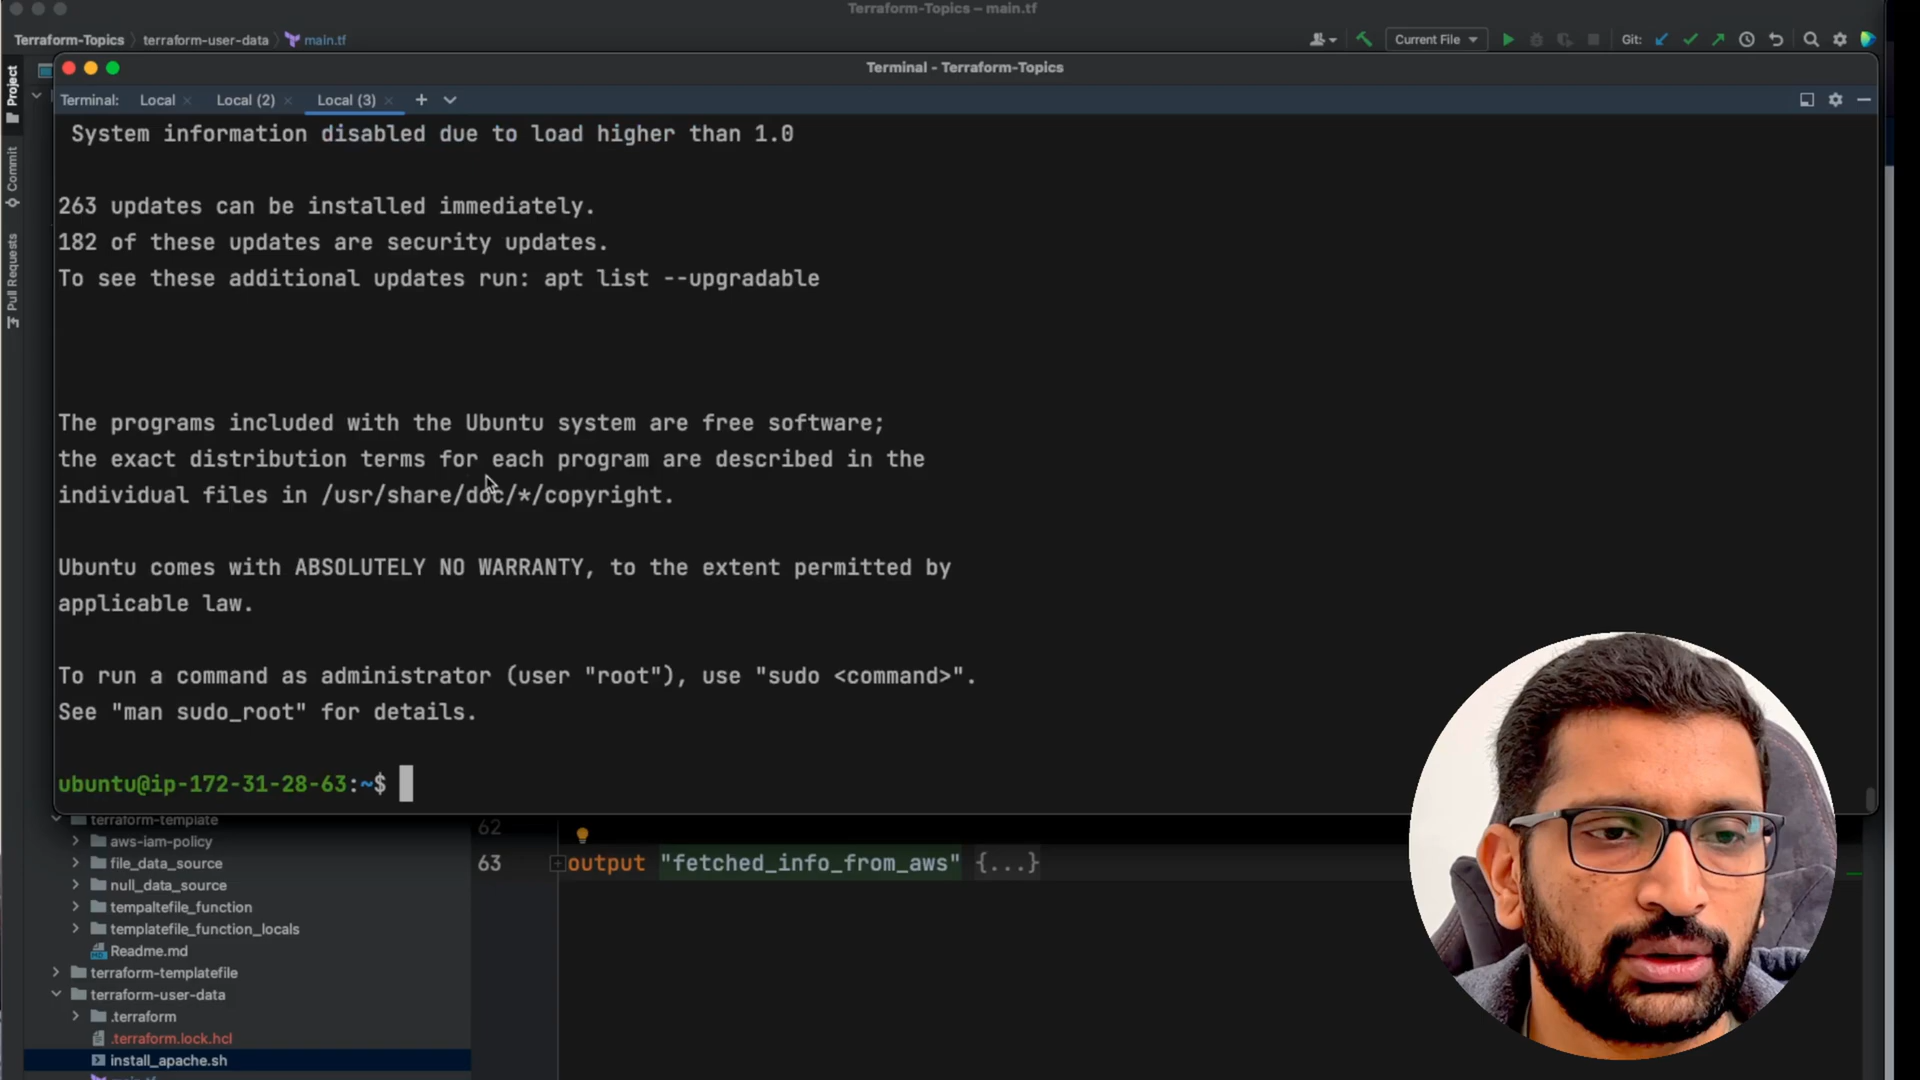 Terraform-Topics – main.tf
Terraform-Topics
terraform-user-data
main.tf
Current File
Git:
Terminal - Terraform-Topics
Terminal:
Local
Local (2)
Local (3)
Project
Commit
Pull Requests
System information disabled due to load higher than 1.0
263 updates can be installed immediately.
182 of these updates are security updates.
To see these additional updates run: apt list --upgradable
The programs included with the Ubuntu system are free software;
the exact distribution terms for each program are described in the
individual files in /usr/share/doc/*/copyright.
Ubuntu comes with ABSOLUTELY NO WARRANTY, to the extent permitted by
applicable law.
To run a command as administrator (user "root"), use "sudo <command>".
See "man sudo_root" for details.
ubuntu@ip-172-31-28-63:~$
terraform-template
aws-iam-policy
file_data_source
null_data_source
tempaltefile_function
templatefile_function_locals
Readme.md
terraform-templatefile
terraform-user-data
.terraform
.terraform.lock.hcl
install_apache.sh
62
63 output "fetched_info_from_aws" {...}